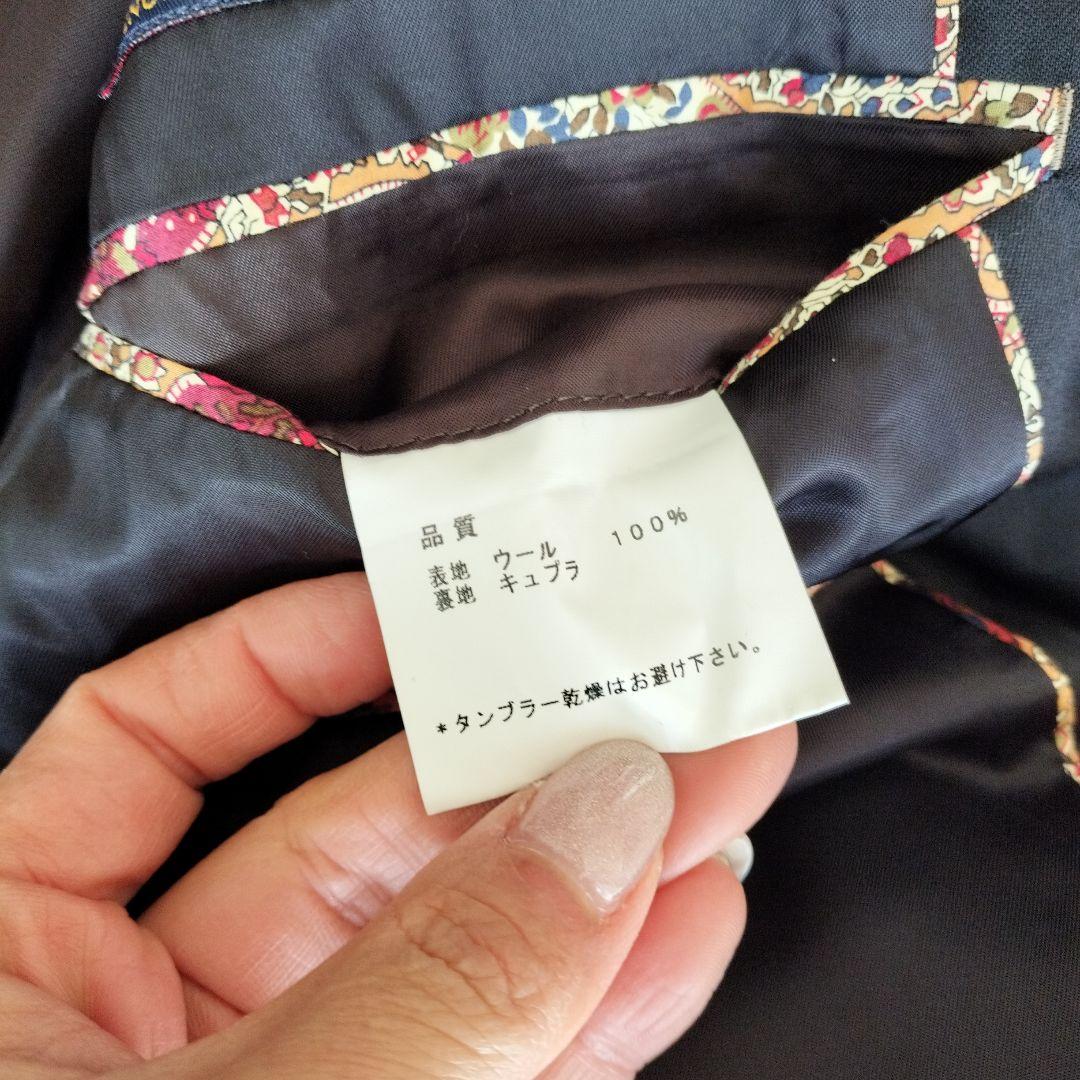 品質
表地 ウール 100%
裏地 キュプラ
*タンブラー乾燥はお避け下さい。